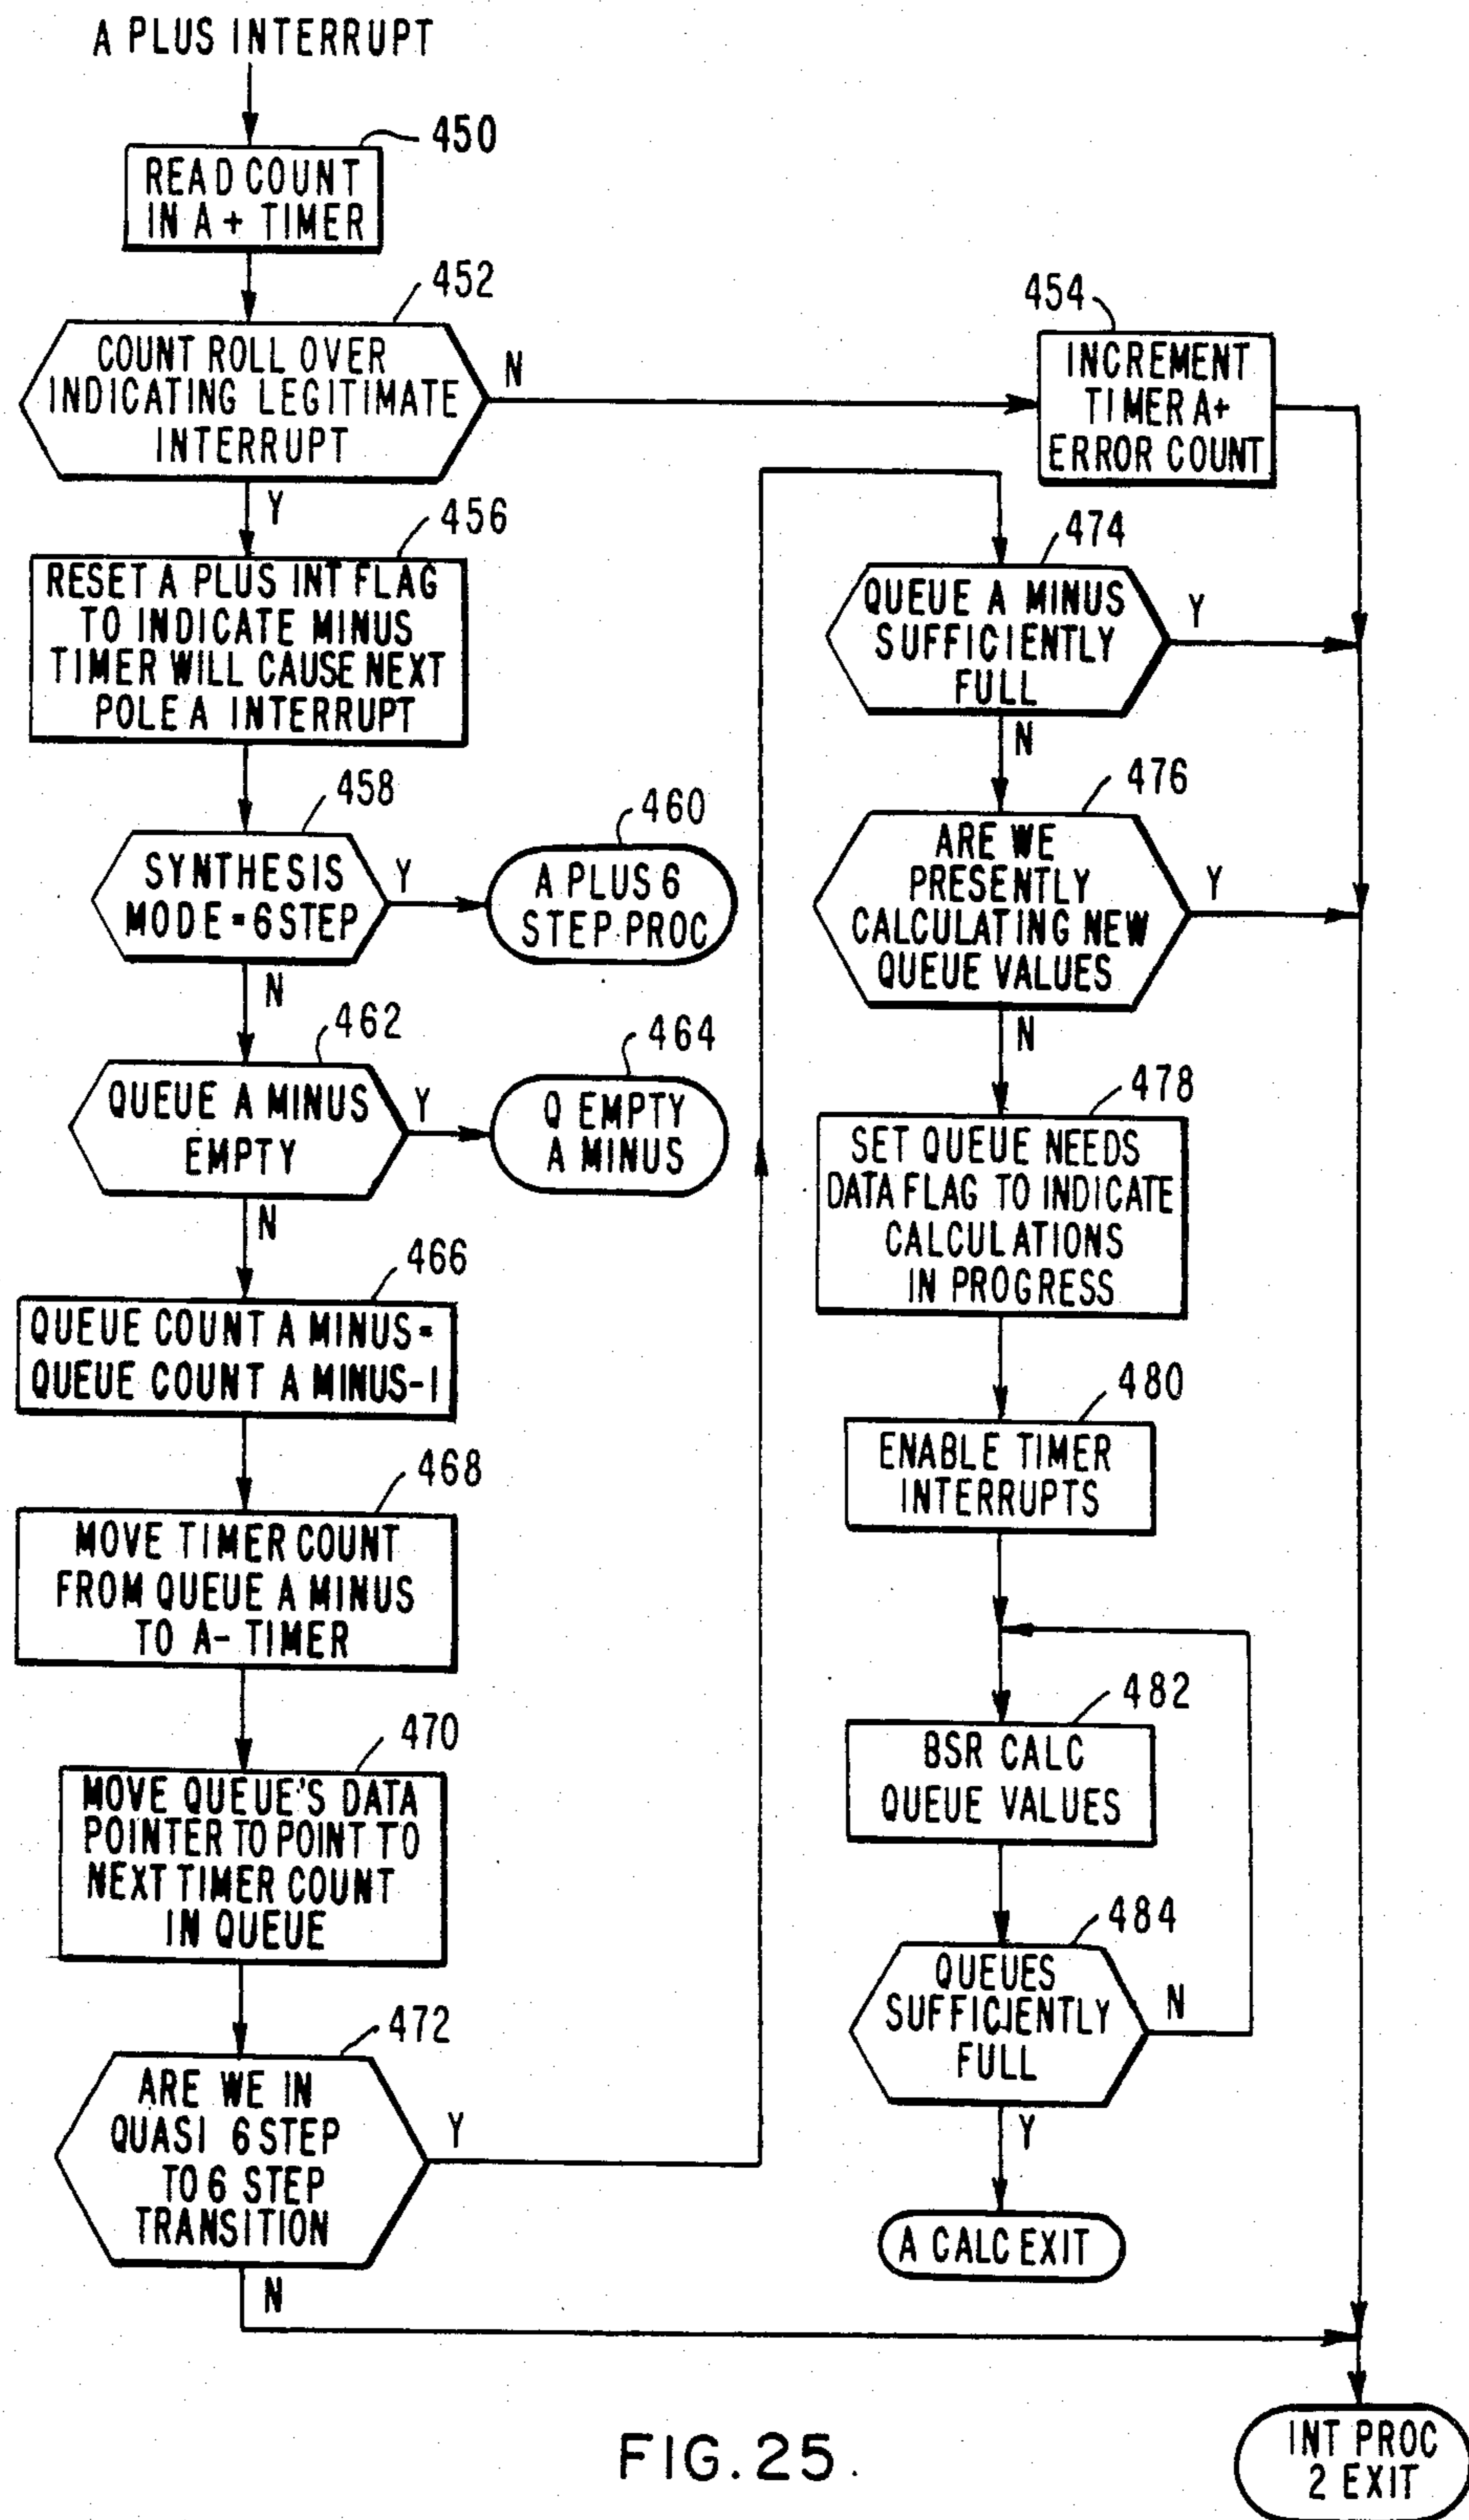 A PLUS INTERRUPT
450
READ COUNT
IN A + TIMER
452
COUNT ROLL OVER
INDICATING LEGITIMATE
INTERRUPT
N
Y
454
INCREMENT
TIMER A+
ERROR COUNT
456
RESET A PLUS INT FLAG
TO INDICATE MINUS
TIMER WILL CAUSE NEXT
POLE A INTERRUPT
458
SYNTHESIS
MODE = 6 STEP
Y
N
460
A PLUS 6
STEP PROC
462
QUEUE A MINUS
EMPTY
Y
N
464
Q EMPTY
A MINUS
466
QUEUE COUNT A MINUS =
QUEUE COUNT A MINUS-1
468
MOVE TIMER COUNT
FROM QUEUE A MINUS
TO A- TIMER
470
MOVE QUEUE'S DATA
POINTER TO POINT TO
NEXT TIMER COUNT
IN QUEUE
472
ARE WE IN
QUASI 6 STEP
TO 6 STEP
TRANSITION
Y
N
474
QUEUE A MINUS
SUFFICIENTLY
FULL
Y
N
476
ARE WE
PRESENTLY
CALCULATING NEW
QUEUE VALUES
Y
N
478
SET QUEUE NEEDS
DATA FLAG TO INDICATE
CALCULATIONS
IN PROGRESS
480
ENABLE TIMER
INTERRUPTS
482
BSR CALC
QUEUE VALUES
484
QUEUES
SUFFICIENTLY
FULL
N
Y
A CALC EXIT
INT PROC
2 EXIT
FIG. 25.